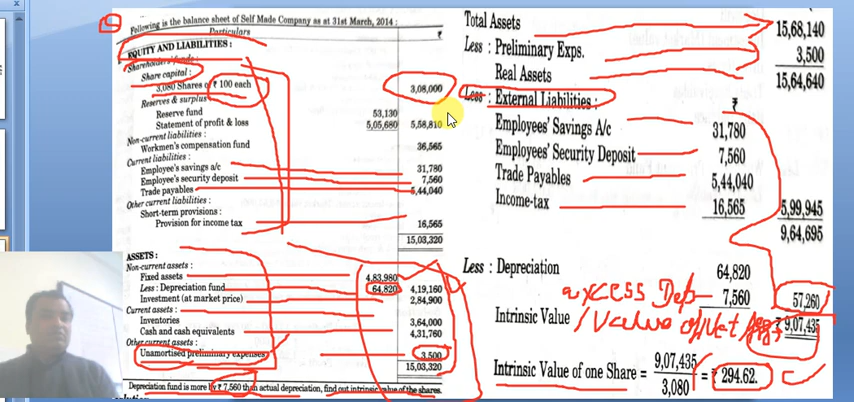 4
Following is the balance sheet of Self Made Company as at 31st March, 2014 :
Particulars ₹
EQUITY AND LIABILITIES :
Shareholders' funds :
Share capital :
3,080 Shares of ₹ 100 each 3,08,000
Reserves & surplus :
Reserve fund 53,130
Statement of profit & loss 5,05,680 5,58,810
Non-current liabilities :
Workmen's compensation fund 36,565
Current liabilities :
Employee's savings a/c 31,780
Employee's security deposit 7,560
Trade payables 5,44,040
Other current liabilities :
Short-term provisions :
Provision for income tax 16,565
15,03,320
ASSETS :
Non-current assets :
Fixed assets 4,83,980
Less : Depreciation fund 64,820 4,19,160
Investment (at market price) 2,84,900
Current assets :
Inventories 3,64,000
Cash and cash equivalents 4,31,760
Other current assets :
Unamortised preliminary expenses 3,500
15,03,320
Depreciation fund is more by ₹ 7,560 than actual depreciation, find out intrinsic value of the shares.
Total Assets 15,68,140
Less : Preliminary Exps. 3,500
Real Assets 15,64,640
Less : External Liabilities :
₹
Employees' Savings A/c 31,780
Employees' Security Deposit 7,560
Trade Payables 5,44,040
Income-tax 16,565 5,99,945
9,64,695
Less : Depreciation 64,820
excess Dep 7,560 57,260
Intrinsic Value / Value of Net ₹ 9,07,435
Intrinsic Value of one Share = 9,07,435 / 3,080 = ₹ 294.62.